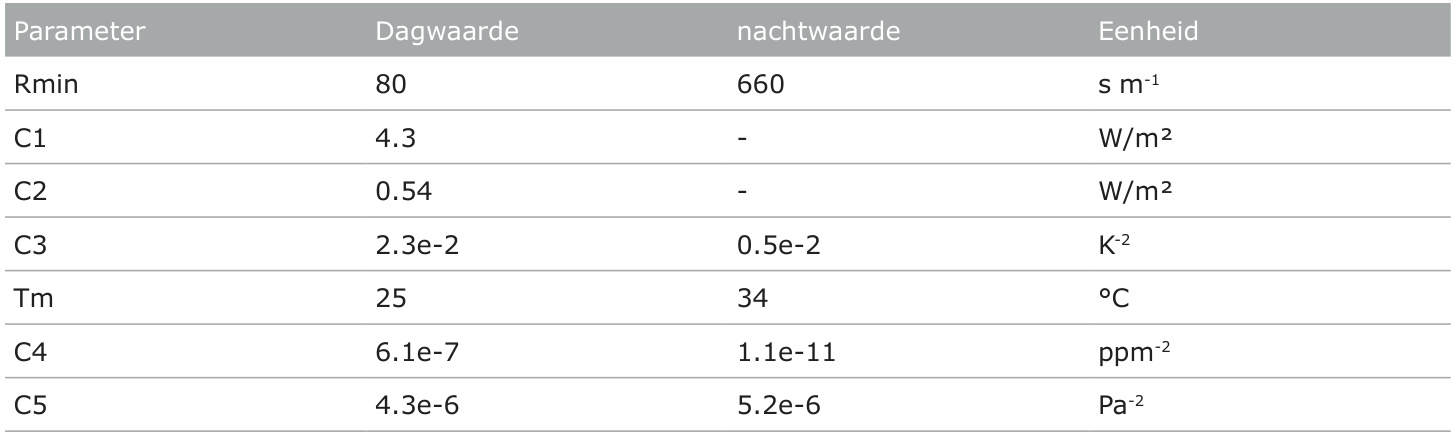 Parameter Dagwaarde nachtwaarde Eenheid
Rmin 80 660 s m⁻¹
C1 4.3 - W/m²
C2 0.54 - W/m²
C3 2.3e-2 0.5e-2 K⁻²
Tm 25 34 °C
C4 6.1e-7 1.1e-11 ppm⁻²
C5 4.3e-6 5.2e-6 Pa⁻²